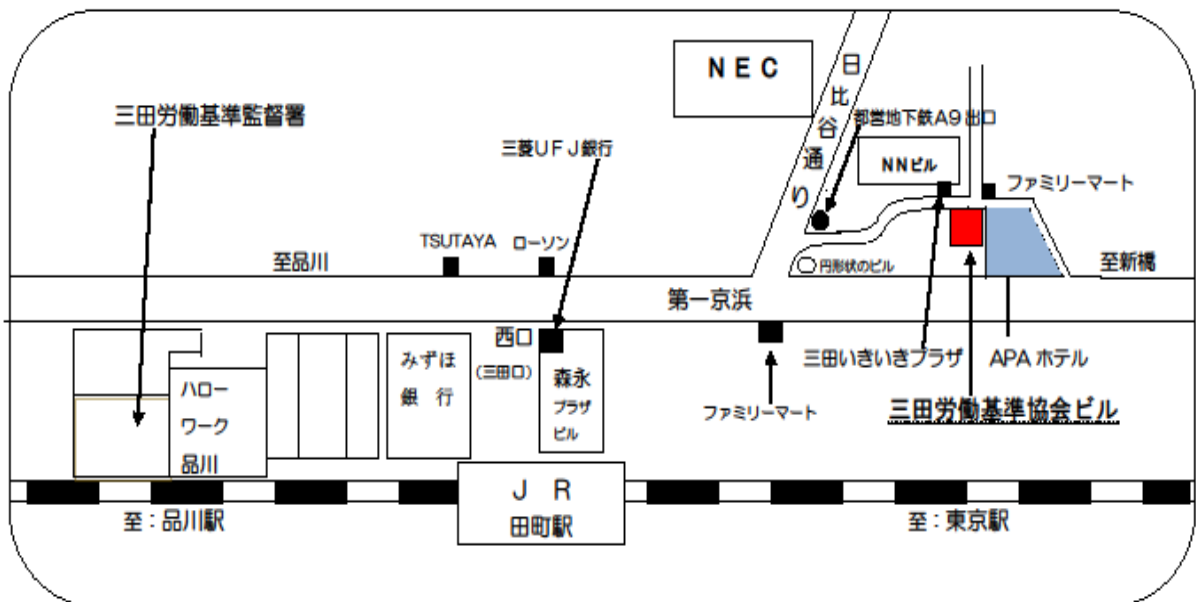 NEC
日比谷通り
三田労働基準監督署
都営地下鉄A9出口
三菱UFJ銀行
NNビル
ファミリーマート
TSUTAYA
ローソン
至品川
円形状のビル
至新橋
第一京浜
西口
(三田口)
みずほ
銀 行
森永
プラザ
ビル
ハロー
ワーク
品川
ファミリーマート
三田いきいきプラザ
APAホテル
三田労働基準協会ビル
JR
田町駅
至:品川駅
至:東京駅